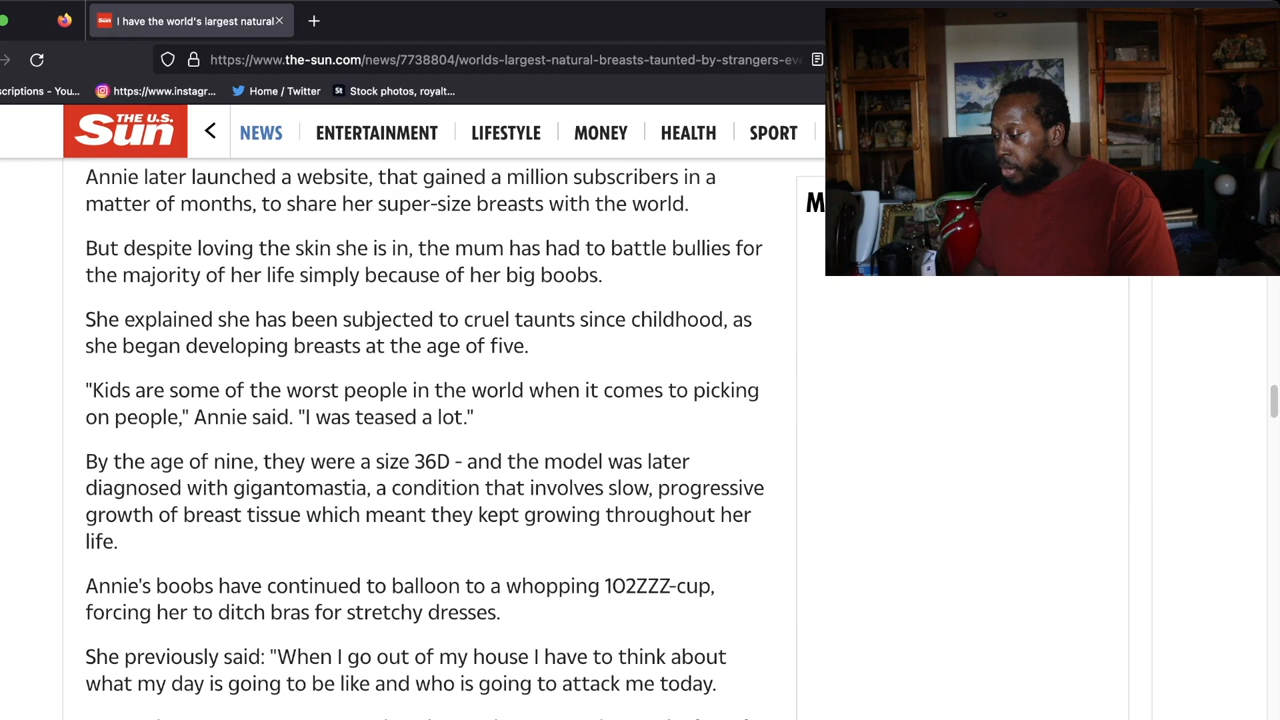 I have the world's largest natural
https://www.the-sun.com/news/7738804/worlds-largest-natural-breasts-taunted-by-strangers-ev
scriptions - You...
https://www.instagr...
Home / Twitter
St
Stock photos, royalt...
THE U.S.
Sun
NEWS
ENTERTAINMENT
LIFESTYLE
MONEY
HEALTH
SPORT
Annie later launched a website, that gained a million subscribers in a
matter of months, to share her super-size breasts with the world.
M
But despite loving the skin she is in, the mum has had to battle bullies for
the majority of her life simply because of her big boobs.
She explained she has been subjected to cruel taunts since childhood, as
she began developing breasts at the age of five.
"Kids are some of the worst people in the world when it comes to picking
on people," Annie said. "I was teased a lot."
By the age of nine, they were a size 36D - and the model was later
diagnosed with gigantomastia, a condition that involves slow, progressive
growth of breast tissue which meant they kept growing throughout her
life.
Annie's boobs have continued to balloon to a whopping 102ZZZ-cup,
forcing her to ditch bras for stretchy dresses.
She previously said: "When I go out of my house I have to think about
what my day is going to be like and who is going to attack me today.